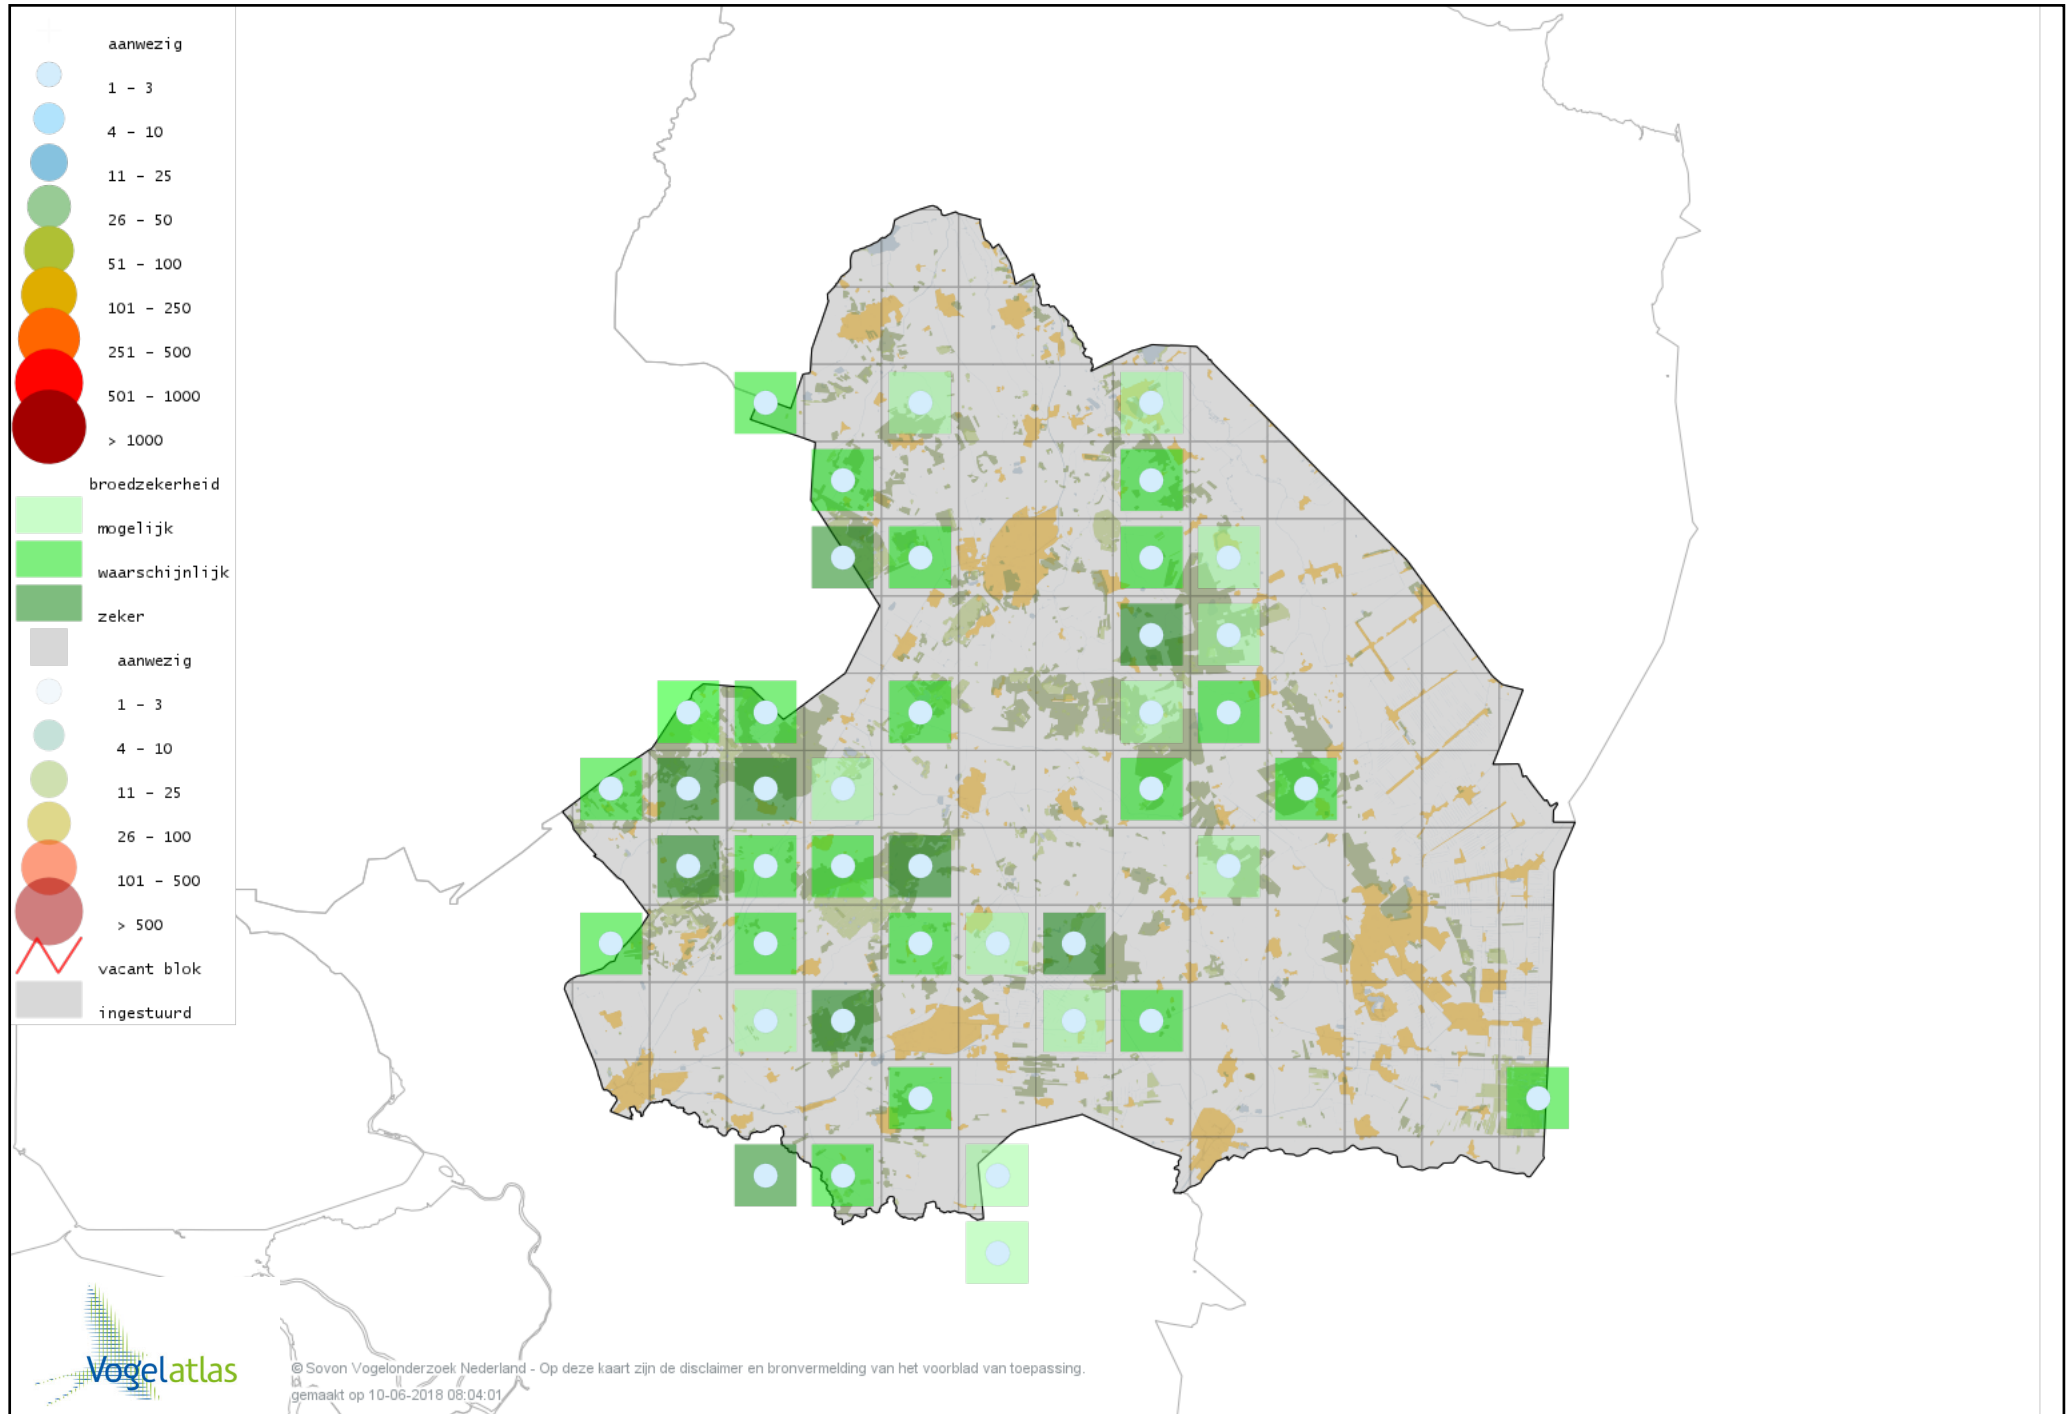 aanwezig
1 - 3
4 - 10
11 - 25
26 - 50
51 - 100
101 - 250
251 - 500
501 - 1000
> 1000
broedzekerheid
mogelijk
waarschijnlijk
zeker
aanwezig
1 - 3
4 - 10
11 - 25
26 - 100
101 - 500
> 500
vacant blok
ingestuurd
Vogelatlas
© Sovon Vogelonderzoek Nederland - Op deze kaart zijn de disclaimer en bronvermelding van het voorblad van toepassing.
gemaakt op 10-06-2018 08:04:01